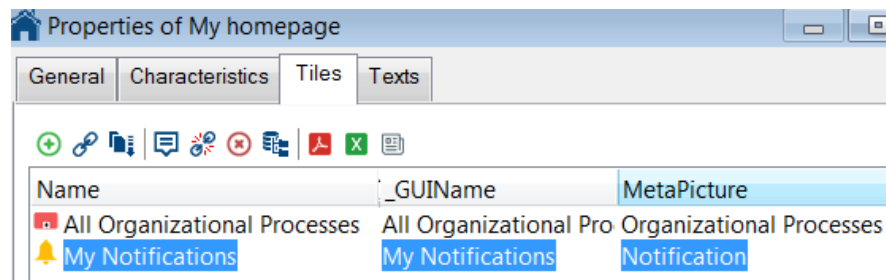 Properties of My homepage
General Characteristics Tiles Texts
Name _GUIName MetaPicture
All Organizational Processes All Organizational Pro Organizational Processes
My Notifications My Notifications Notification